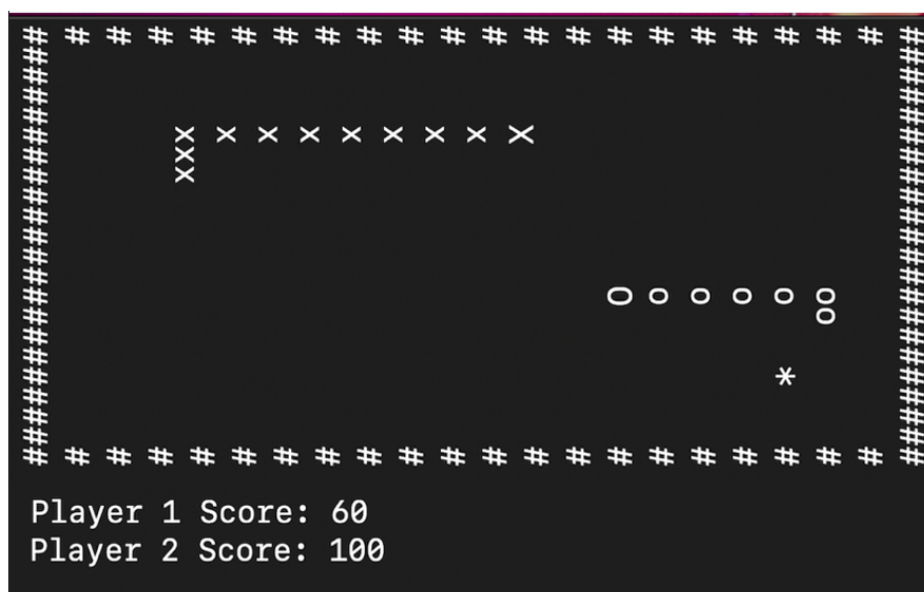 # # # # # # # # # # # # # # # # # # # # # #
#                                         #
#                                         #
#                                         #
#                                         #
#      x x x x x x x x X                  #
#      x                                  #
#      x                                  #
#                                         #
#                                         #
#                                         #
#                                         #
#                                         #
#                           O o o o o o   #
#                                     o   #
#                                         #
#                                         #
#                                   *     #
#                                         #
#                                         #
#                                         #
# # # # # # # # # # # # # # # # # # # # # #
Player 1 Score: 60
Player 2 Score: 100